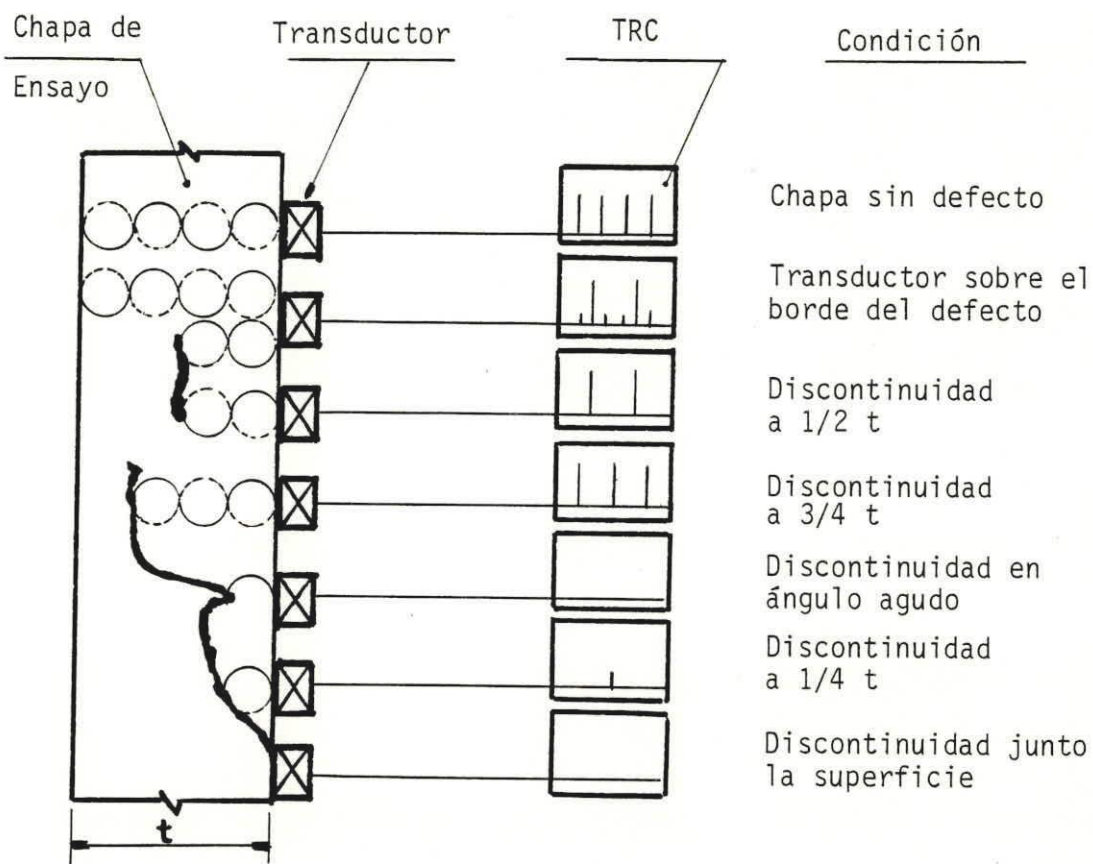 Chapa de
Ensayo
Transductor
TRC
Condición
Chapa sin defecto
Transductor sobre el
borde del defecto
Discontinuidad
a 1/2 t
Discontinuidad
a 3/4 t
Discontinuidad en
ángulo agudo
Discontinuidad
a 1/4 t
Discontinuidad junto
la superficie
t